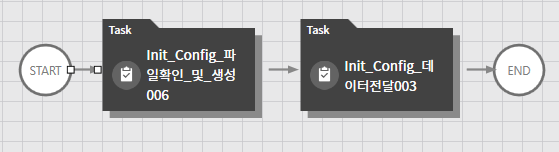 Task
Task
START
Init_Config_파
일확인_및_생성
006
Init_Config_데
이터전달003
END